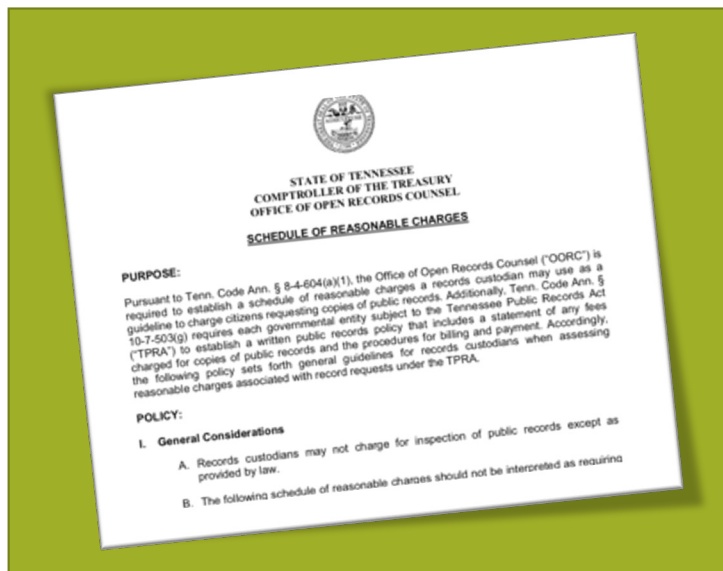 STATE OF TENNESSEE
COMPTROLLER OF THE TREASURY
OFFICE OF OPEN RECORDS COUNSEL
SCHEDULE OF REASONABLE CHARGES
PURPOSE:
Pursuant to Tenn. Code Ann. § 8-4-604(a)(1), the Office of Open Records Counsel ("OORC") is
required to establish a schedule of reasonable charges a records custodian may use as a
guideline to charge citizens requesting copies of public records. Additionally, Tenn. Code Ann. §
10-7-503(g) requires each governmental entity subject to the Tennessee Public Records Act
("TPRA") to establish a written public records policy that includes a statement of any fees
charged for copies of public records and the procedures for billing and payment. Accordingly,
the following policy sets forth general guidelines for records custodians when assessing
reasonable charges associated with record requests under the TPRA.
POLICY:
I. General Considerations
A. Records custodians may not charge for inspection of public records except as
provided by law.
B. The following schedule of reasonable charges should not be interpreted as requiring